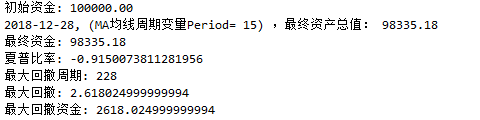 初始资金: 100000.00
2018-12-28, (MA均线周期变量Period= 15) ，最终资产总值: 98335.18
最终资金: 98335.18
夏普比率: -0.9150073811281956
最大回撤周期: 228
最大回撤: 2.618024999999994
最大回撤资金: 2618.024999999994